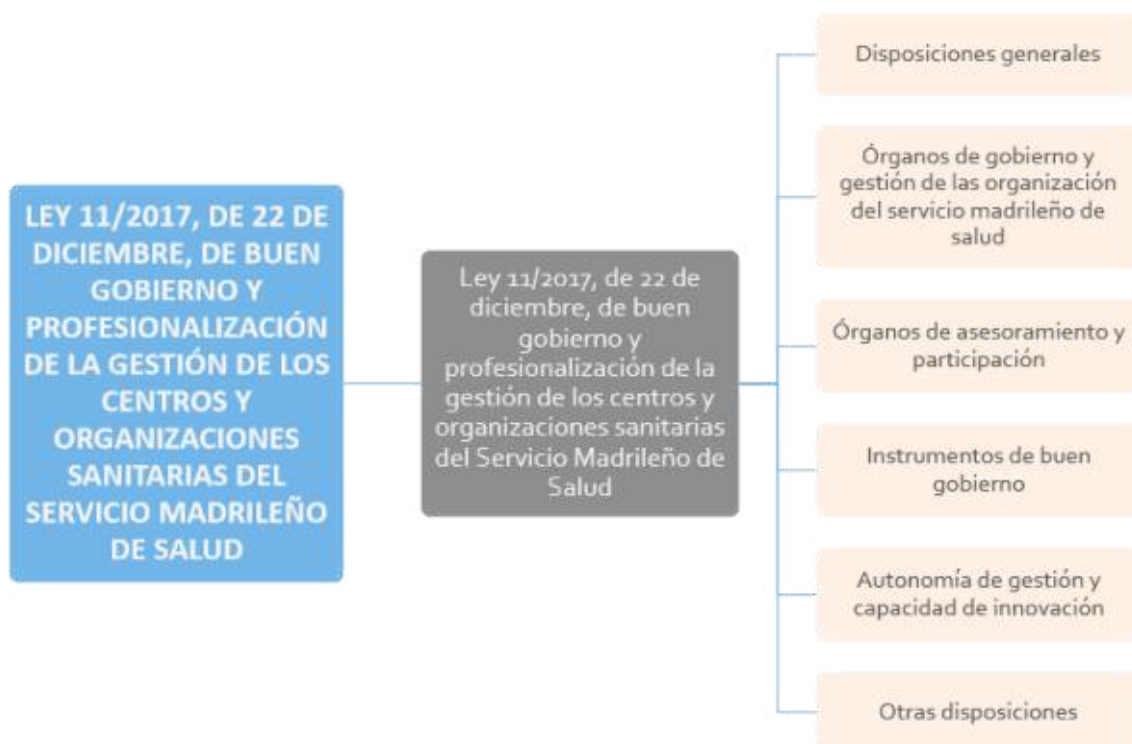 LEY 11/2017, DE 22 DE
DICIEMBRE, DE BUEN
GOBIERNO Y
PROFESIONALIZACIÓN
DE LA GESTIÓN DE LOS
CENTROS Y
ORGANIZACIONES
SANITARIAS DEL
SERVICIO MADRILEÑO
DE SALUD
Ley 11/2017, de 22 de
diciembre, de buen
gobierno y
profesionalización de la
gestión de los centros y
organizaciones sanitarias
del Servicio Madrileño de
Salud
Disposiciones generales
Órganos de gobierno y
gestión de las organización
del servicio madrileño de
salud
Órganos de asesoramiento y
participación
Instrumentos de buen
gobierno
Autonomía de gestión y
capacidad de innovación
Otras disposiciones